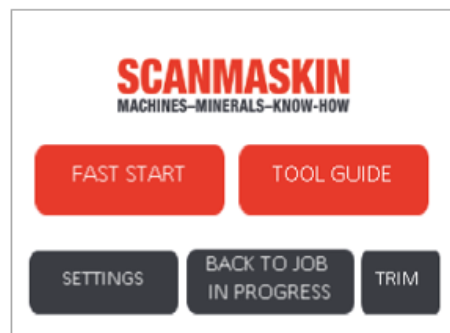 SCANMASKIN
MACHINES–MINERALS–KNOW-HOW
FAST START
TOOL GUIDE
SETTINGS
BACK TO JOB
IN PROGRESS
TRIM